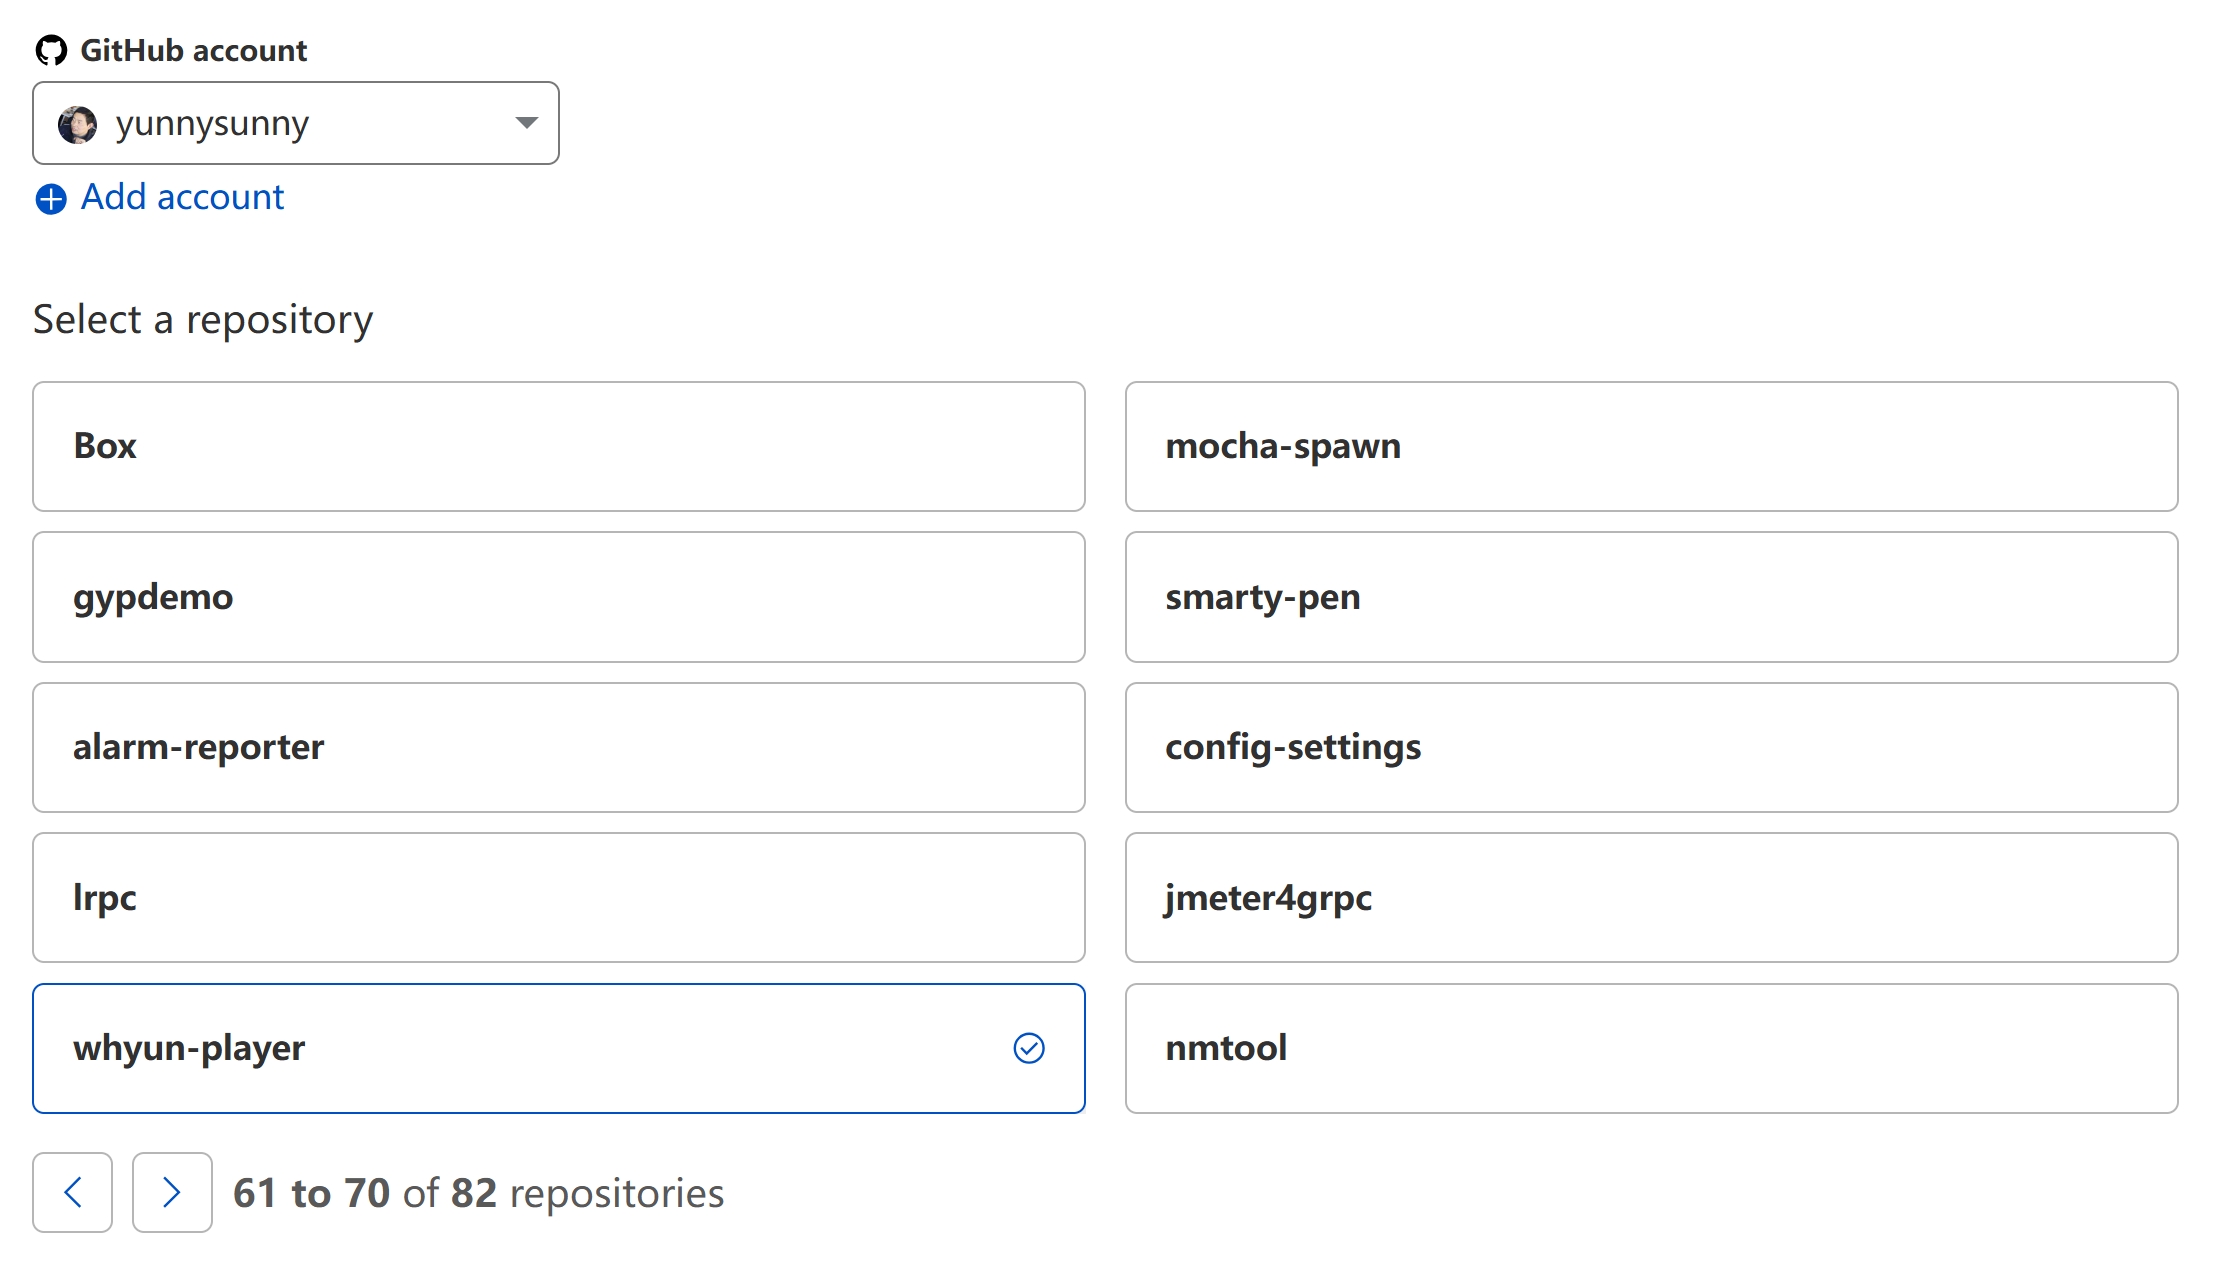 GitHub account
yunnysunny
Add account
Select a repository
Box
mocha-spawn
gypdemo
smarty-pen
alarm-reporter
config-settings
lrpc
jmeter4grpc
whyun-player
nmtool
61 to 70 of 82 repositories